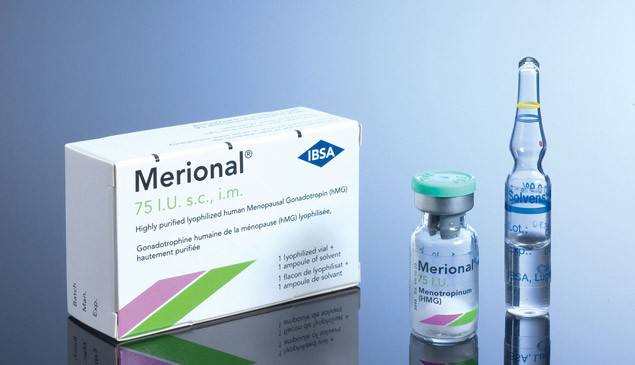 Merional®
75 I.U. s.c., i.m.
Highly purified lyophilized human Menopausal Gonadotropin (hMG)
Gonadotrophine humaine de la ménopause (hMG) lyophilisée,
hautement purifiée
1 lyophilized vial +
1 ampoule of solvent
1 flacon de lyophilisat +
1 ampoule de solvant
IBSA
Batch
Man.
Exp.
Merional
75 I.U.
Menotropinum
(HMG)
Solvens
Lot.:
IBSA,